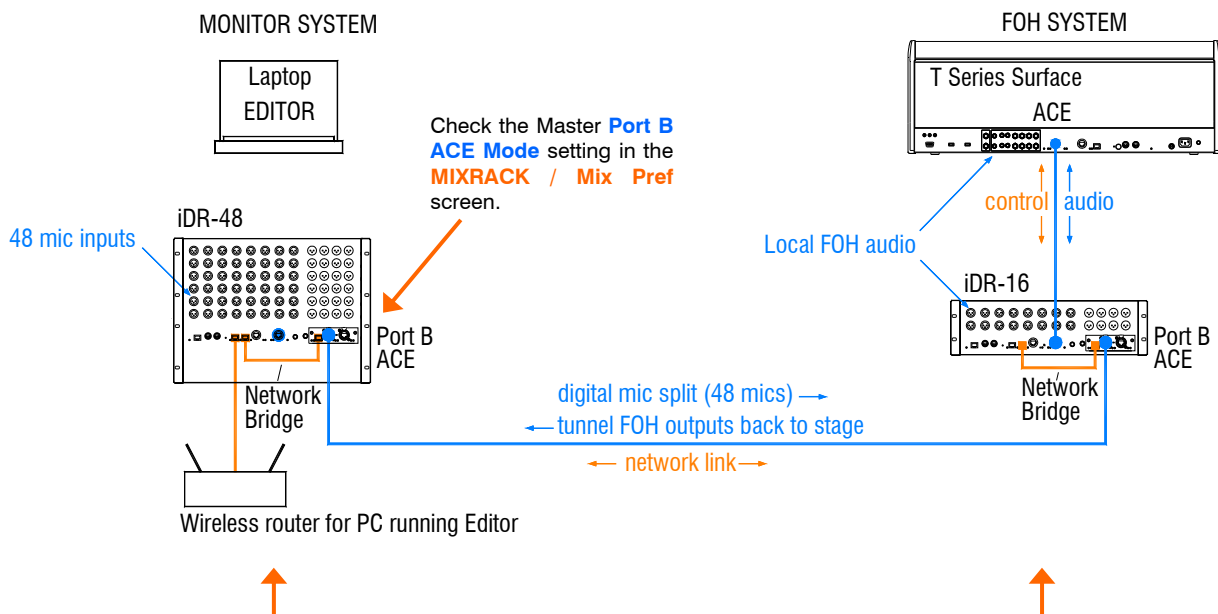 MONITOR SYSTEM
FOH SYSTEM
Laptop
EDITOR
T Series Surface
ACE
Check the Master Port B
ACE Mode setting in the
MIXRACK / Mix Pref
screen.
control
audio
iDR-48
48 mic inputs
Local FOH audio
iDR-16
Port B
ACE
Port B
ACE
Network
Bridge
Network
Bridge
digital mic split (48 mics)
tunnel FOH outputs back to stage
network link
Wireless router for PC running Editor